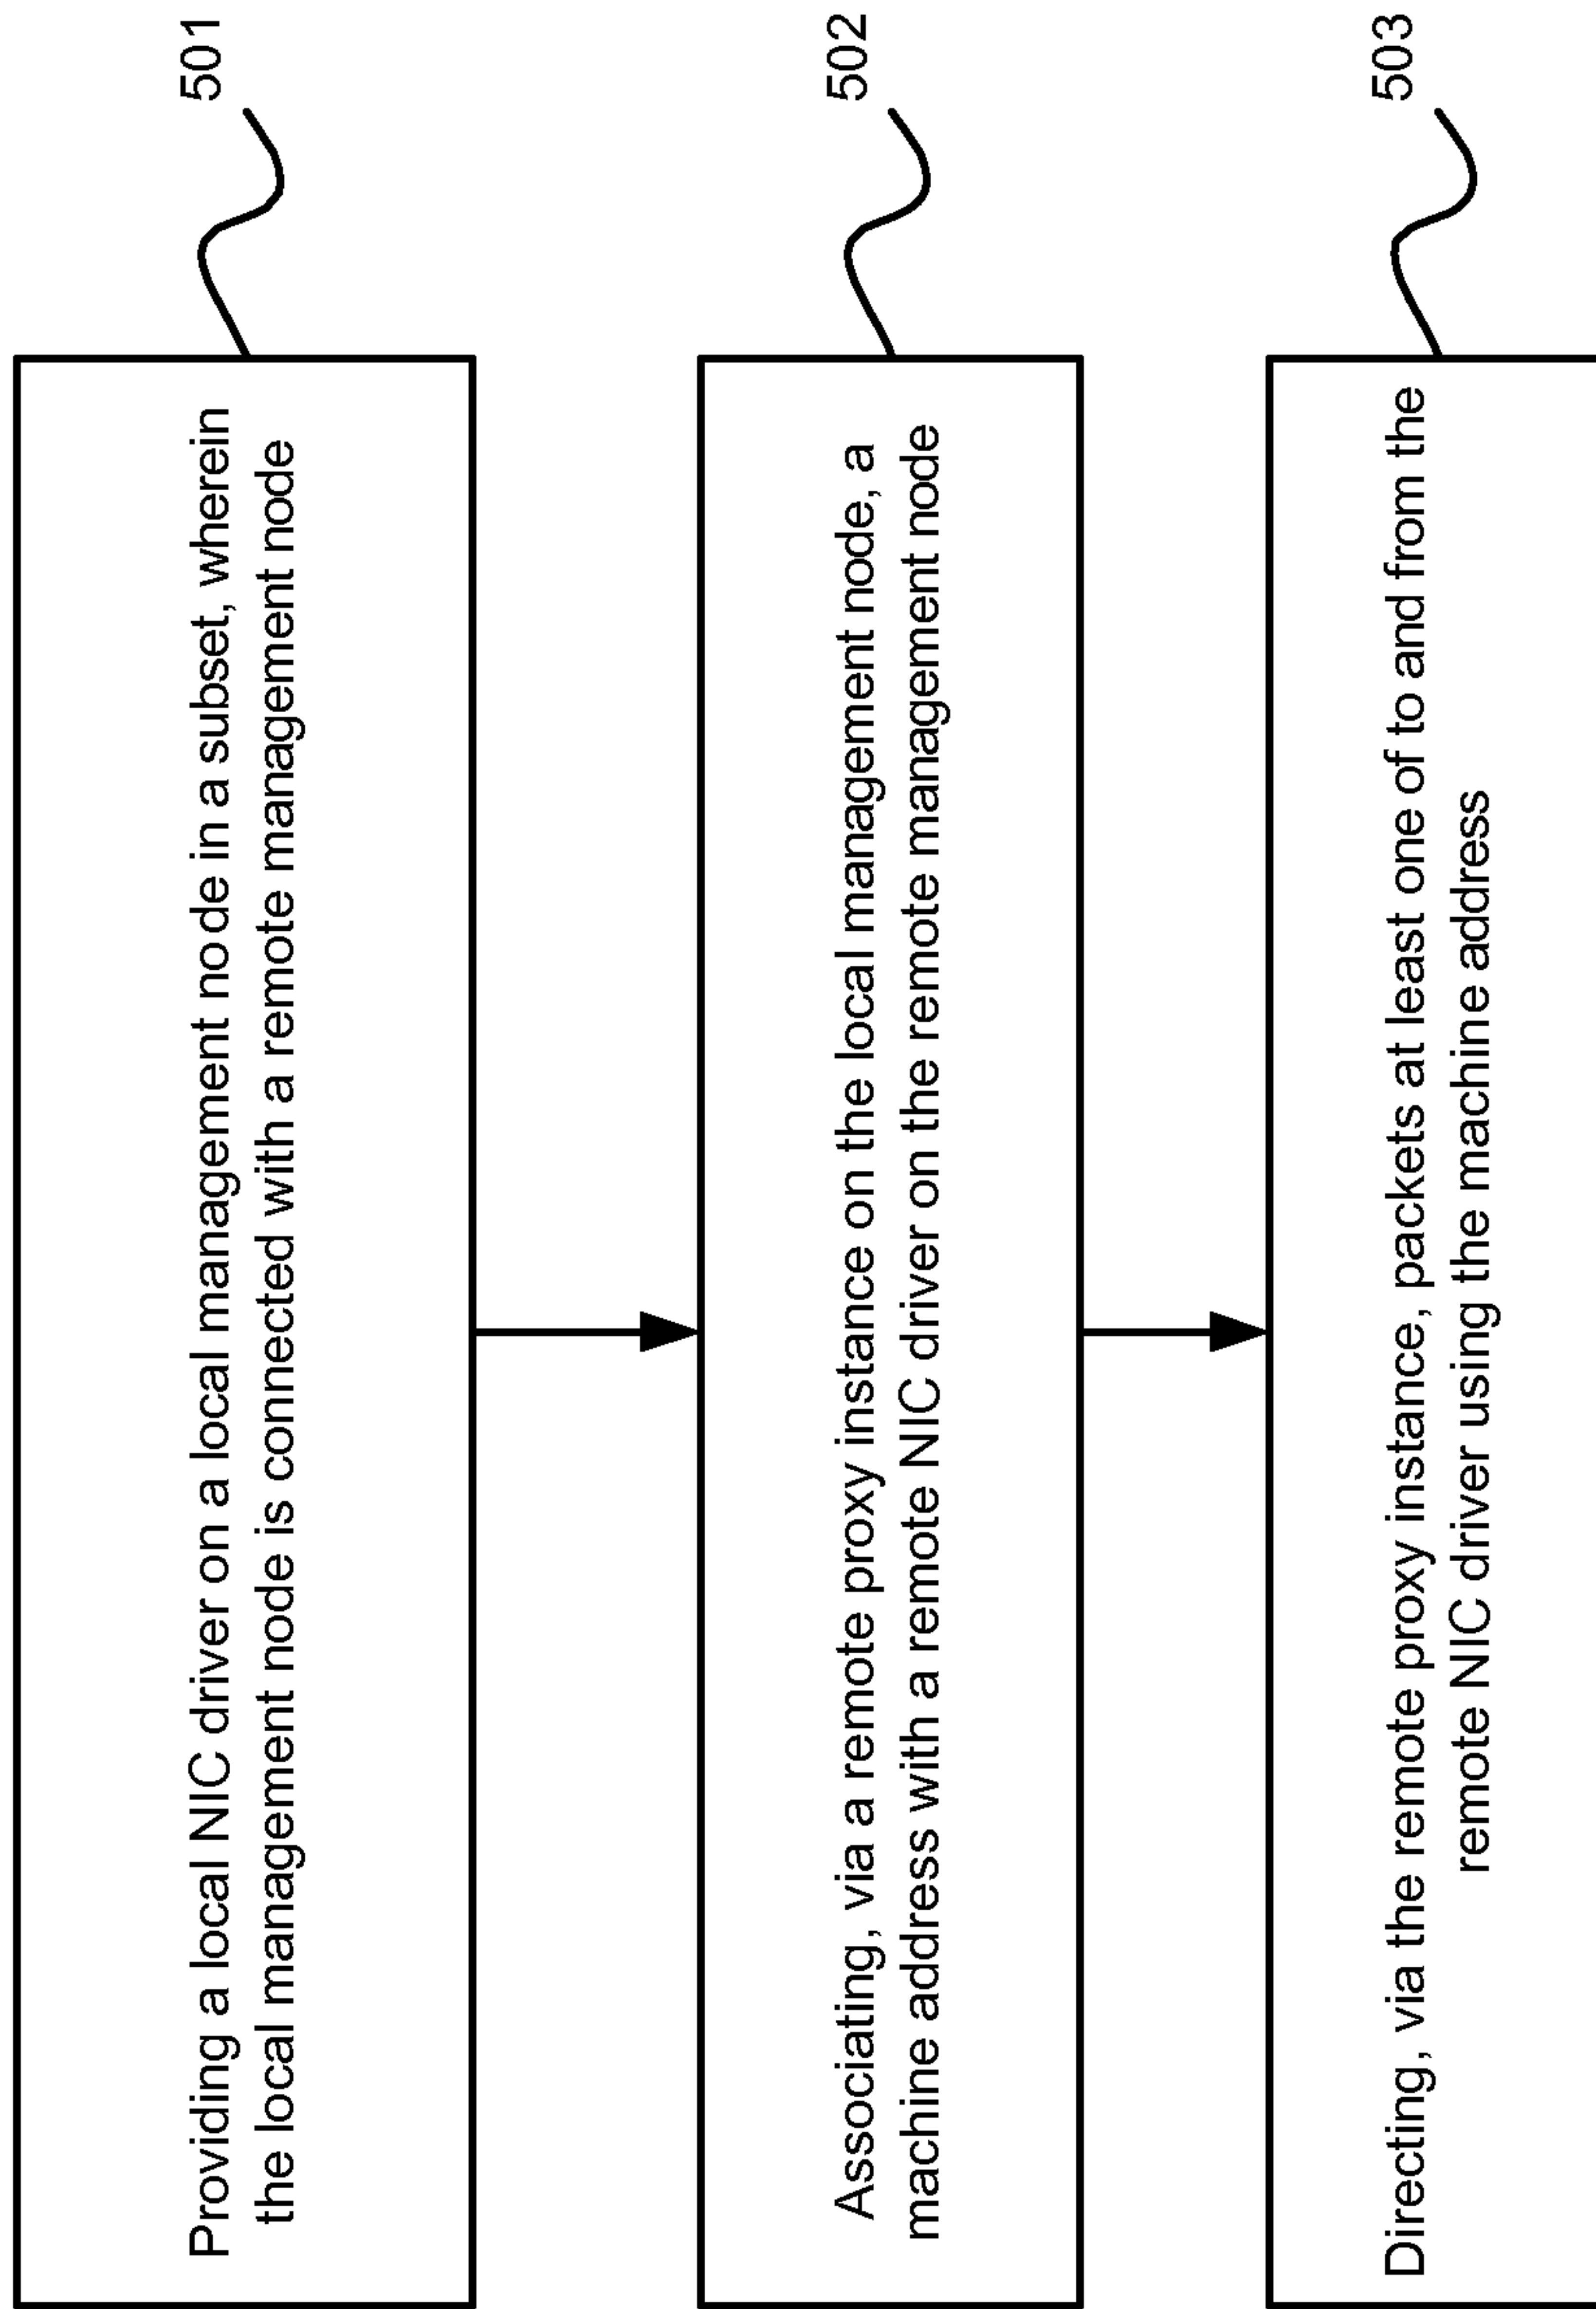 Providing a local NIC driver on a local management node in a subset, wherein
the local management node is connected with a remote management node
501
Associating, via a remote proxy instance on the local management node, a
machine address with a remote NIC driver on the remote management node
502
Directing, via the remote proxy instance, packets at least one of to and from the
remote NIC driver using the machine address
503